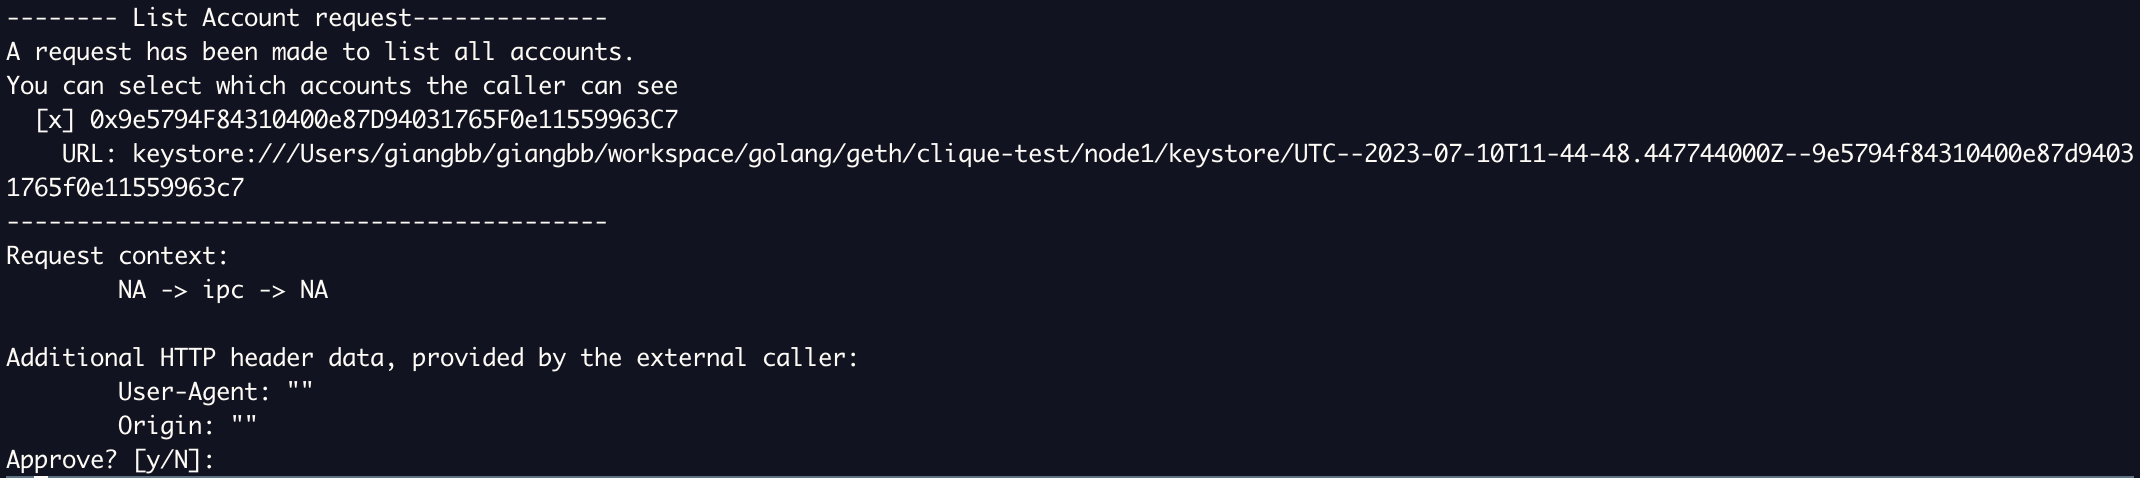 -------- List Account request--------------
A request has been made to list all accounts.
You can select which accounts the caller can see
  [x] 0x9e5794F84310400e87D94031765F0e11559963C7
    URL: keystore:///Users/giangbb/giangbb/workspace/golang/geth/clique-test/node1/keystore/UTC--2023-07-10T11-44-48.447744000Z--9e5794f84310400e87d9403
1765f0e11559963c7
-------------------------------------------
Request context:
        NA -> ipc -> NA

Additional HTTP header data, provided by the external caller:
        User-Agent: ""
        Origin: ""
Approve? [y/N]: